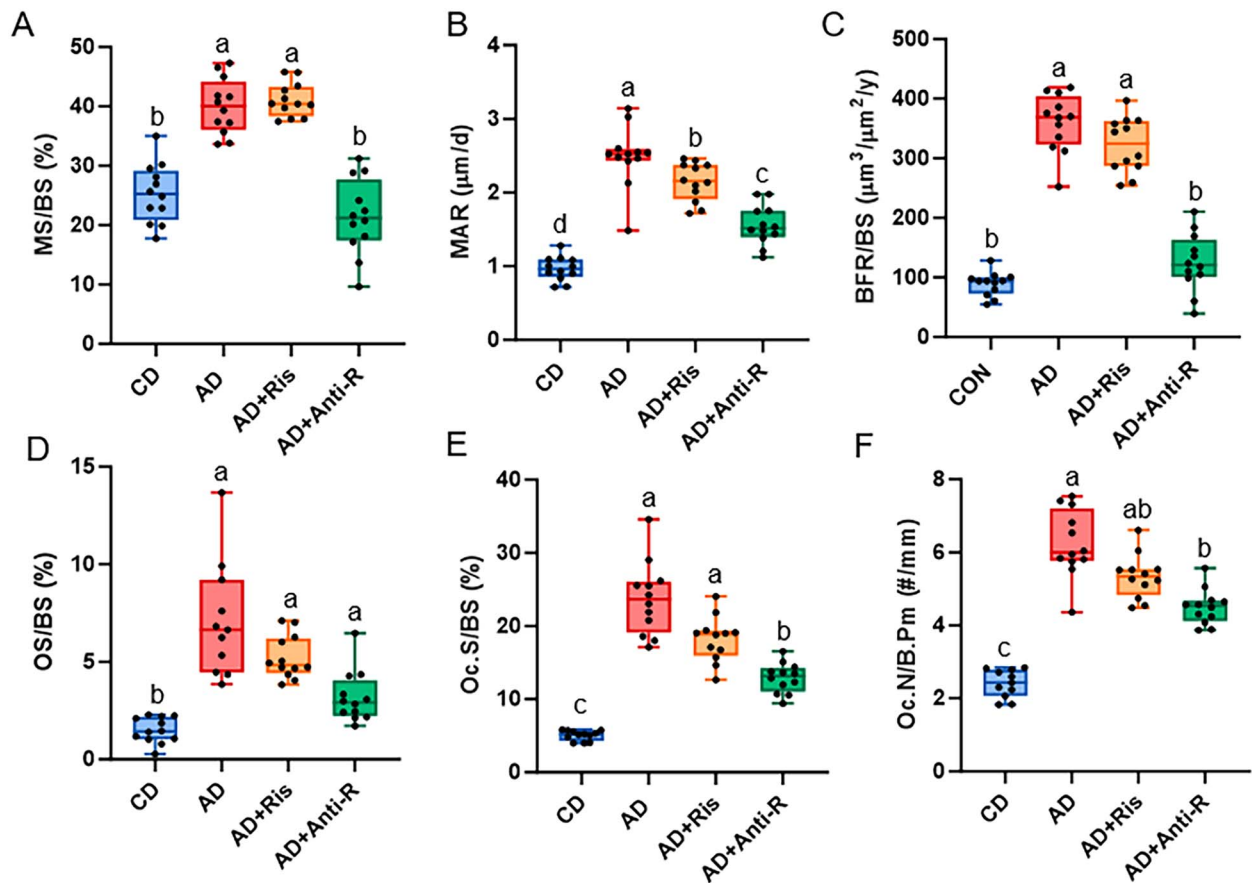 A
MS/BS (%)
50
40
30
20
10
0
b
a
a
b
CD
AD
AD+Ris
AD+Anti-R
B
MAR (µm/d)
4
3
2
1
0
d
a
b
c
CD
AD
AD+Ris
AD+Anti-R
C
BFR/BS (µm³/µm²/y)
500
400
300
200
100
0
b
a
a
b
CON
AD
AD+Ris
AD+Anti-R
D
OS/BS (%)
15
10
5
0
b
a
a
a
CD
AD
AD+Ris
AD+Anti-R
E
Oc.S/BS (%)
40
30
20
10
0
c
a
a
b
CD
AD
AD+Ris
AD+Anti-R
F
Oc.N/B.Pm (#/mm)
8
6
4
2
0
c
a
ab
b
CD
AD
AD+Ris
AD+Anti-R